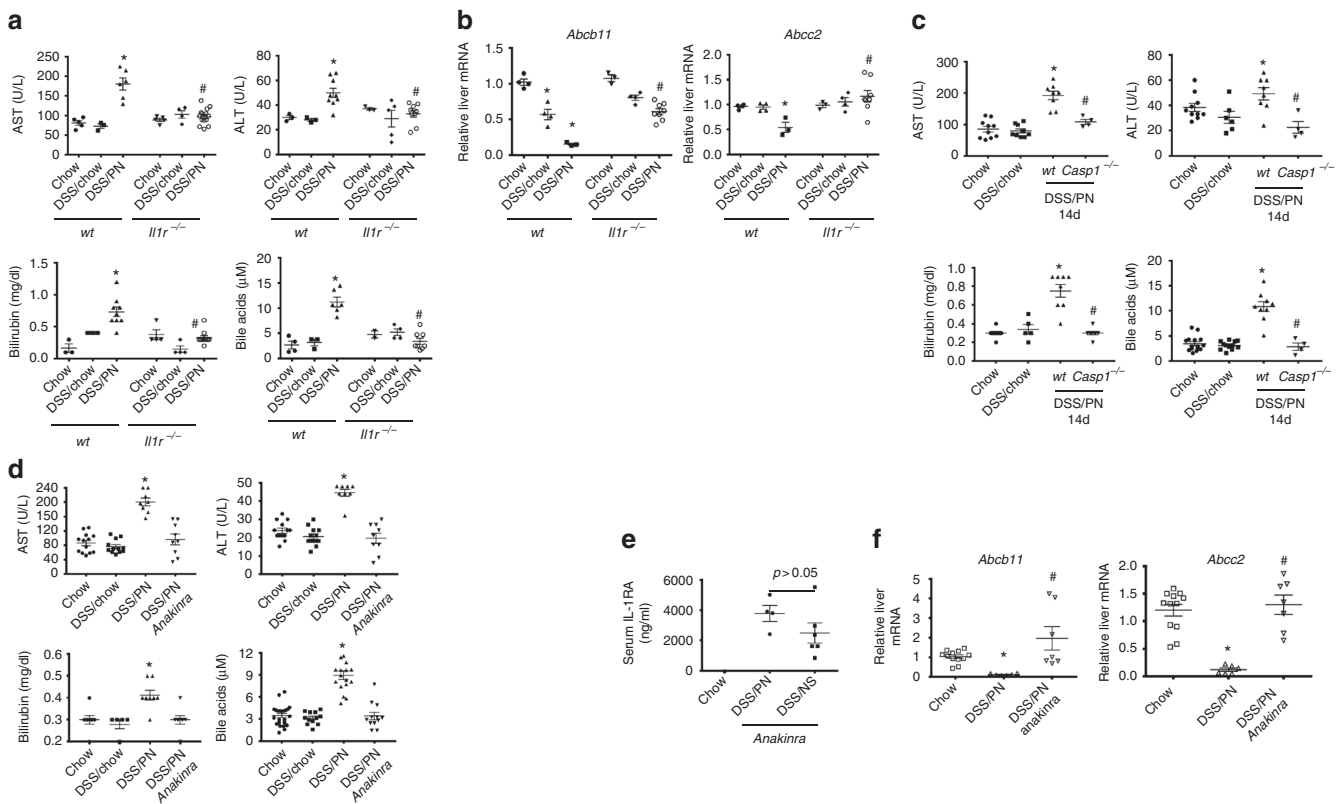 a
AST (U/L)
250
200
150
100
50
0
*
#
Chow
DSS/chow
DSS/PN
Chow
DSS/chow
DSS/PN
wt
Il1r −/−
ALT (U/L)
80
60
40
20
0
*
#
Chow
DSS/chow
DSS/PN
Chow
DSS/chow
DSS/PN
wt
Il1r −/−
Bilirubin (mg/dl)
1.5
1.0
0.5
0.0
*
#
Chow
DSS/chow
DSS/PN
Chow
DSS/chow
DSS/PN
wt
Il1r −/−
Bile acids (µM)
20
15
10
5
0
*
#
Chow
DSS/chow
DSS/PN
Chow
DSS/chow
DSS/PN
wt
Il1r −/−
b
Abcb11
Relative liver mRNA
1.5
1.0
0.5
0.0
*
*
#
Chow
DSS/chow
DSS/PN
Chow
DSS/chow
DSS/PN
wt
Il1r −/−
Abcc2
Relative liver mRNA
2.0
1.5
1.0
0.5
0.0
*
#
Chow
DSS/chow
DSS/PN
Chow
DSS/chow
DSS/PN
wt
Il1r −/−
c
AST (U/L)
300
200
100
0
*
#
Chow
DSS/chow
wt Casp1 −/−
DSS/PN
14d
ALT (U/L)
80
60
40
20
0
*
#
Chow
DSS/chow
wt Casp1 −/−
DSS/PN
14d
Bilirubin (mg/dl)
1.0
0.8
0.6
0.4
0.2
0.0
*
#
Chow
DSS/chow
wt Casp1 −/−
DSS/PN
14d
Bile acids (µM)
20
15
10
5
0
*
#
Chow
DSS/chow
wt Casp1 −/−
DSS/PN
14d
d
AST (U/L)
280
240
200
160
120
80
40
0
*
Chow
DSS/chow
DSS/PN
DSS/PN
Anakinra
ALT (U/L)
50
40
30
20
10
0
*
Chow
DSS/chow
DSS/PN
DSS/PN
Anakinra
Bilirubin (mg/dl)
0.6
0.5
0.4
0.3
0.2
*
Chow
DSS/chow
DSS/PN
DSS/PN
Anakinra
Bile acids (µM)
12
9
6
3
0
*
Chow
DSS/chow
DSS/PN
DSS/PN
Anakinra
e
Serum IL-1RA
(ng/ml)
6000
4000
2000
0
p > 0.05
Chow
DSS/PN
DSS/NS
Anakinra
f
Abcb11
Relative liver
mRNA
5
4
3
2
1
0
*
#
Chow
DSS/PN
DSS/PN
anakinra
Abcc2
Relative liver mRNA
2.0
1.5
1.0
0.5
0.0
*
#
Chow
DSS/PN
DSS/PN
Anakinra